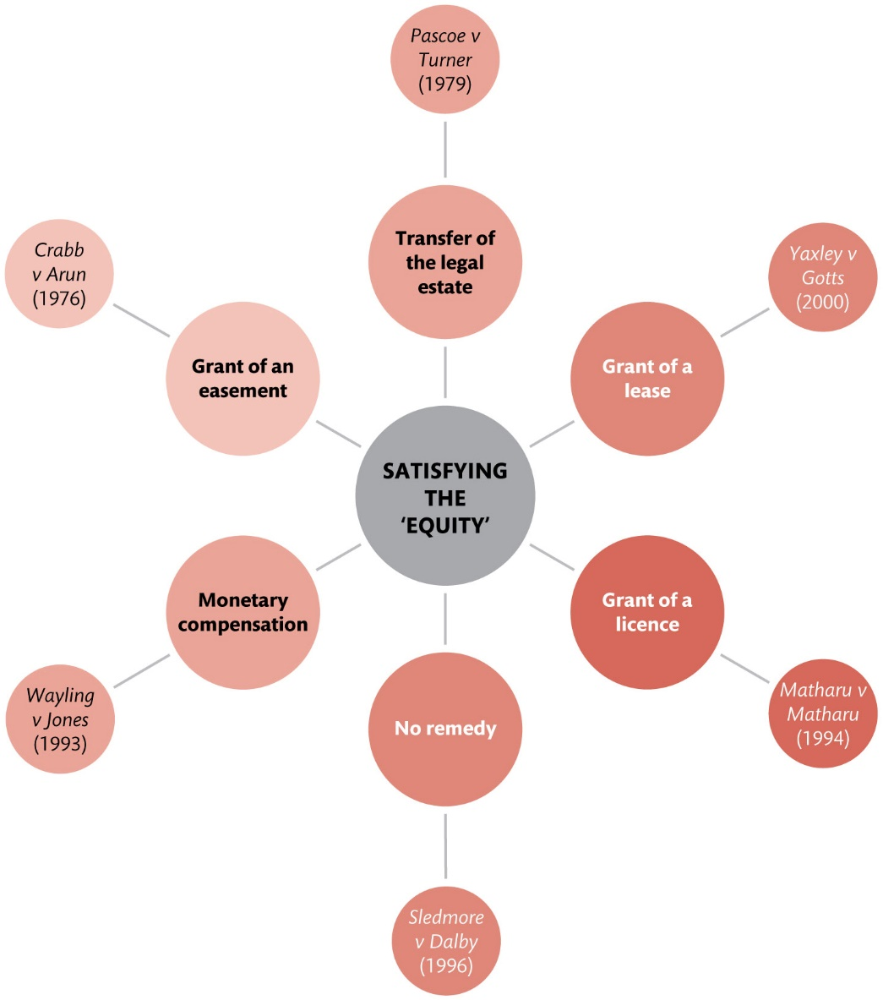 Pascoe v
Turner
(1979)
Transfer of
the legal
estate
Crabb
v Arun
(1976)
Grant of an
easement
Yaxley v
Gotts
(2000)
Grant of a
lease
SATISFYING
THE
‘EQUITY’
Monetary
compensation
Wayling
v Jones
(1993)
Grant of a
licence
Matharu v
Matharu
(1994)
No remedy
Sledmore
v Dalby
(1996)